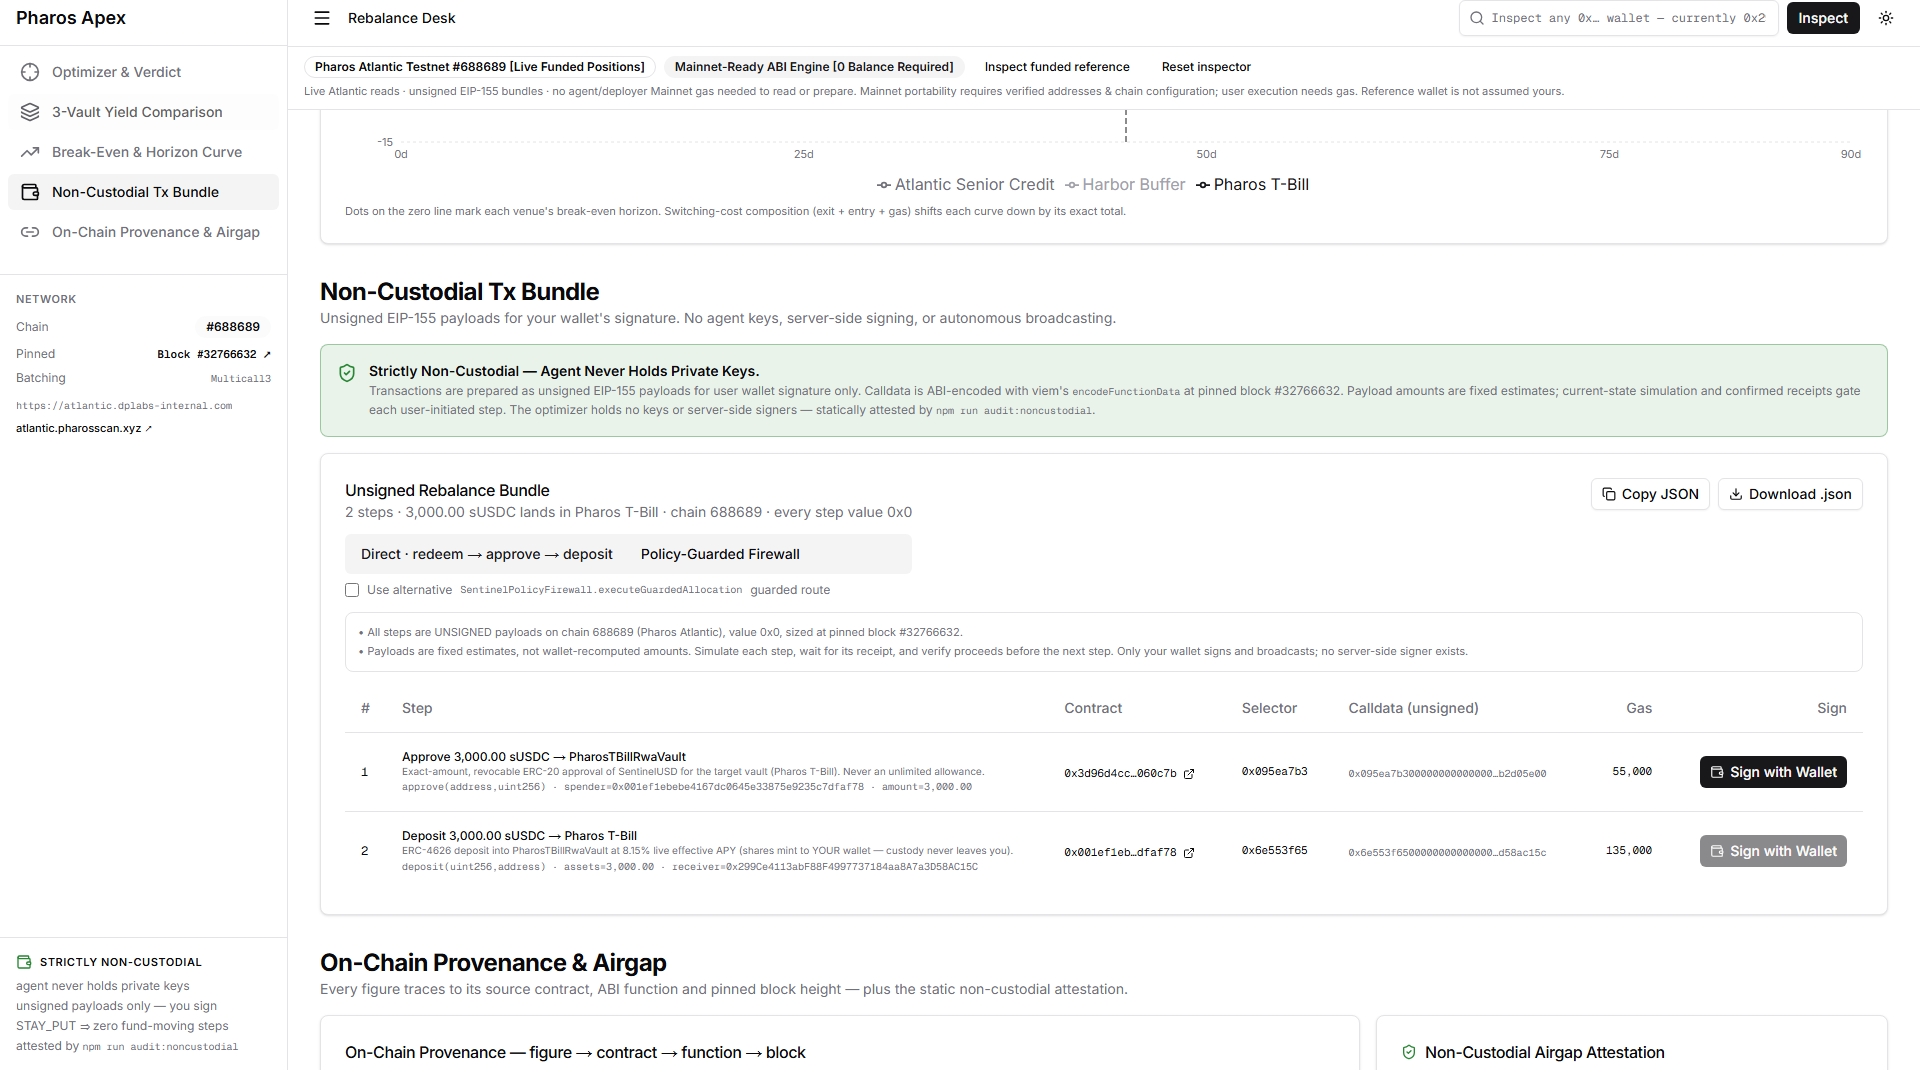 Pharos Apex
Optimizer & Verdict
3-Vault Yield Comparison
Break-Even & Horizon Curve
Non-Custodial Tx Bundle
On-Chain Provenance & Airgap
NETWORK
Chain #688689
Pinned Block #32766632 ↗
Batching Multicall3
https://atlantic.dplabs-internal.com
atlantic.pharosscan.xyz ↗
STRICTLY NON-CUSTODIAL
agent never holds private keys
unsigned payloads only — you sign
STAY_PUT ⇒ zero fund-moving steps
attested by npm run audit:noncustodial
Rebalance Desk
Inspect any 0x… wallet — currently 0x2
Inspect
Pharos Atlantic Testnet #688689 [Live Funded Positions] Mainnet-Ready ABI Engine [0 Balance Required] Inspect funded reference Reset inspector
Live Atlantic reads · unsigned EIP-155 bundles · no agent/deployer Mainnet gas needed to read or prepare. Mainnet portability requires verified addresses & chain configuration; user execution needs gas. Reference wallet is not assumed yours.
-15
0d 25d 50d 75d 90d
Atlantic Senior Credit Harbor Buffer Pharos T-Bill
Dots on the zero line mark each venue's break-even horizon. Switching-cost composition (exit + entry + gas) shifts each curve down by its exact total.
Non-Custodial Tx Bundle
Unsigned EIP-155 payloads for your wallet's signature. No agent keys, server-side signing, or autonomous broadcasting.
Strictly Non-Custodial — Agent Never Holds Private Keys.
Transactions are prepared as unsigned EIP-155 payloads for user wallet signature only. Calldata is ABI-encoded with viem's encodeFunctionData at pinned block #32766632. Payload amounts are fixed estimates; current-state simulation and confirmed receipts gate
each user-initiated step. The optimizer holds no keys or server-side signers — statically attested by npm run audit:noncustodial.
Unsigned Rebalance Bundle
2 steps · 3,000.00 sUSDC lands in Pharos T-Bill · chain 688689 · every step value 0x0
Copy JSON
Download .json
Direct · redeem → approve → deposit Policy-Guarded Firewall
Use alternative SentinelPolicyFirewall.executeGuardedAllocation guarded route
• All steps are UNSIGNED payloads on chain 688689 (Pharos Atlantic), value 0x0, sized at pinned block #32766632.
• Payloads are fixed estimates, not wallet-recomputed amounts. Simulate each step, wait for its receipt, and verify proceeds before the next step. Only your wallet signs and broadcasts; no server-side signer exists.
# Step Contract Selector Calldata (unsigned) Gas Sign
Approve 3,000.00 sUSDC → PharosTBillRwaVault
Exact-amount, revocable ERC-20 approval of SentinelUSD for the target vault (Pharos T-Bill). Never an unlimited allowance.
1 0x3d96d4cc…060c7b 0x095ea7b3 0x095ea7b300000000000000…b2d05e00 55,000 Sign with Wallet
approve(address,uint256) · spender=0x001ef1ebebe4167dc0645e33875e9235c7dfaf78 · amount=3,000.00
Deposit 3,000.00 sUSDC → Pharos T-Bill
ERC-4626 deposit into PharosTBillRwaVault at 8.15% live effective APY (shares mint to YOUR wallet — custody never leaves you).
2 0x001ef1eb…dfaf78 0x6e553f65 0x6e553f6500000000000000…d58ac15c 135,000 Sign with Wallet
deposit(uint256,address) · assets=3,000.00 · receiver=0x299Ce4113abF88F4997737184aa8A7a3D58AC15C
On-Chain Provenance & Airgap
Every figure traces to its source contract, ABI function and pinned block height — plus the static non-custodial attestation.
On-Chain Provenance — figure → contract → function → block
Non-Custodial Airgap Attestation